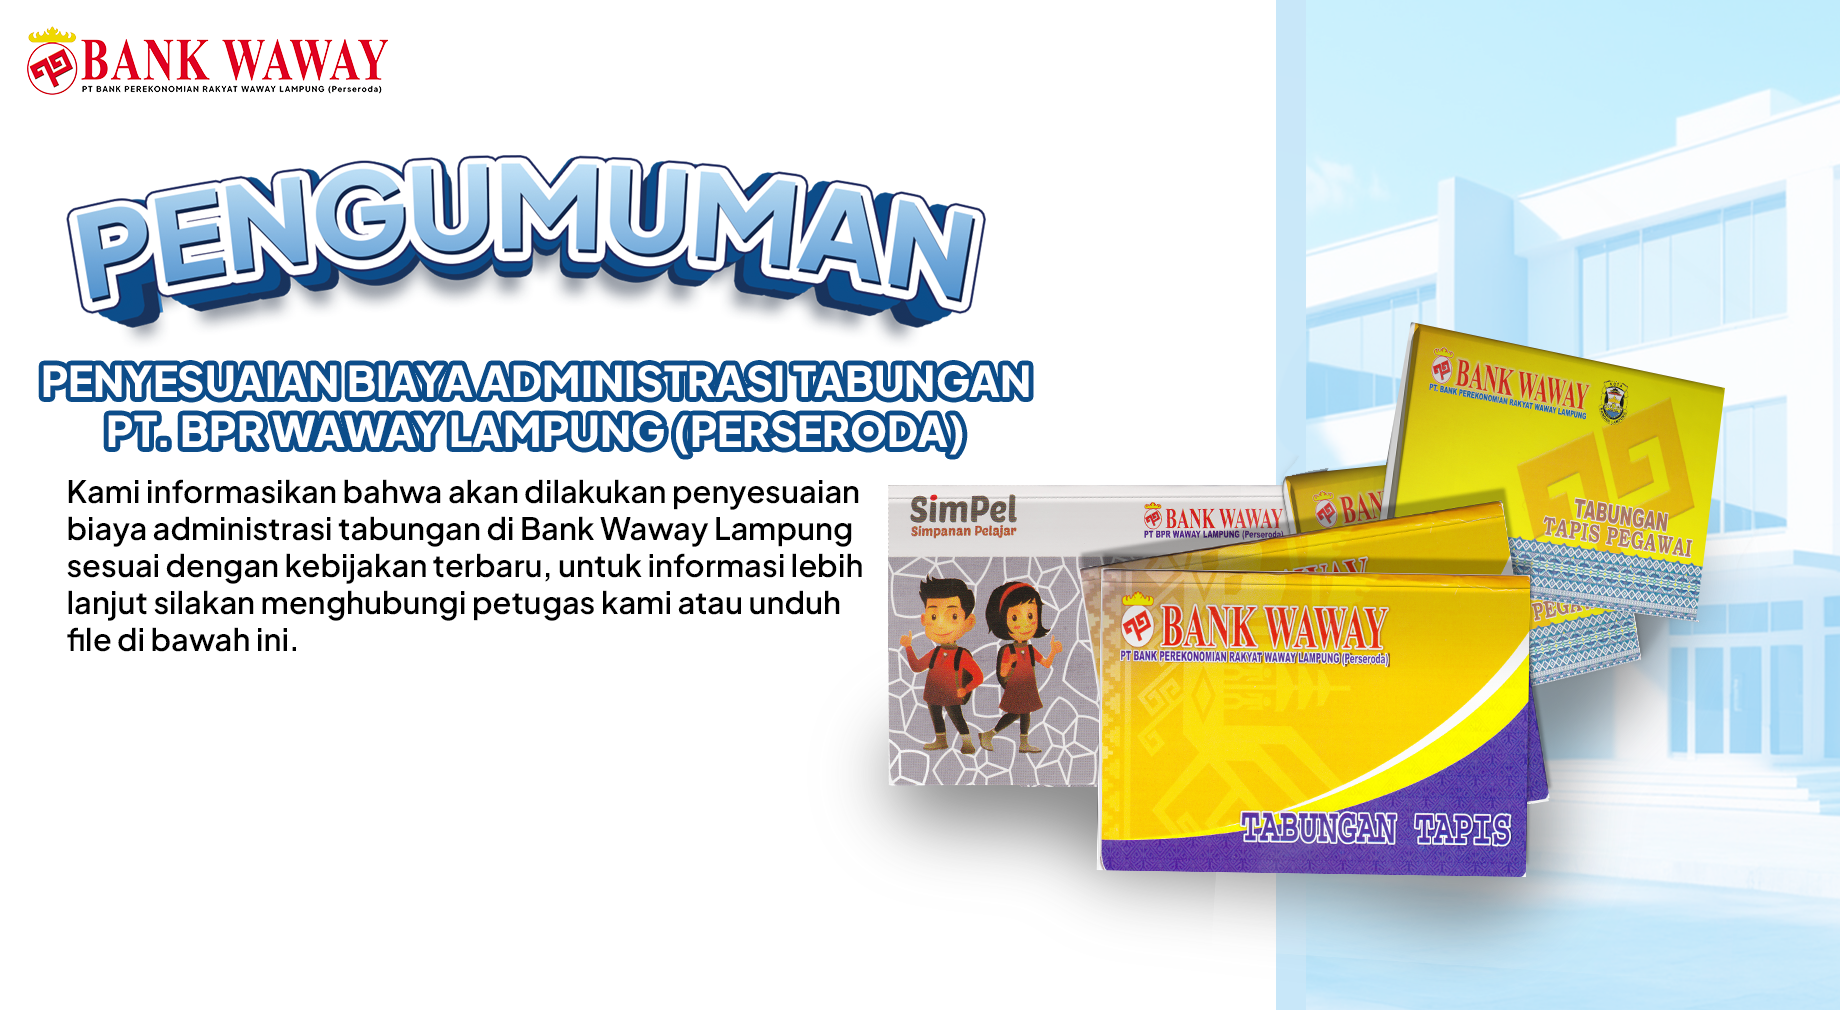 BANK WAWAY
PT BANK PEREKONOMIAN RAKYAT WAWAY LAMPUNG (Perseroda)
PENGUMUMAN
PENYESUAIAN BIAYA ADMINISTRASI TABUNGAN
PT. BPR WAWAY LAMPUNG (PERSERODA)
Kami informasikan bahwa akan dilakukan penyesuaian
biaya administrasi tabungan di Bank Waway Lampung
sesuai dengan kebijakan terbaru, untuk informasi lebih
lanjut silakan menghubungi petugas kami atau unduh
file di bawah ini.
SimPel
Simpanan Pelajar
BANK WAWAY
PT BPR WAWAY LAMPUNG (Perseroda)
BANK WAWAY
PT. BANK PEREKONOMIAN RAKYAT WAWAY LAMPUNG
TABUNGAN
TAPIS PEGAWAI
BANK WAWAY
PT BANK PEREKONOMIAN RAKYAT WAWAY LAMPUNG (Perseroda)
TABUNGAN TAPIS